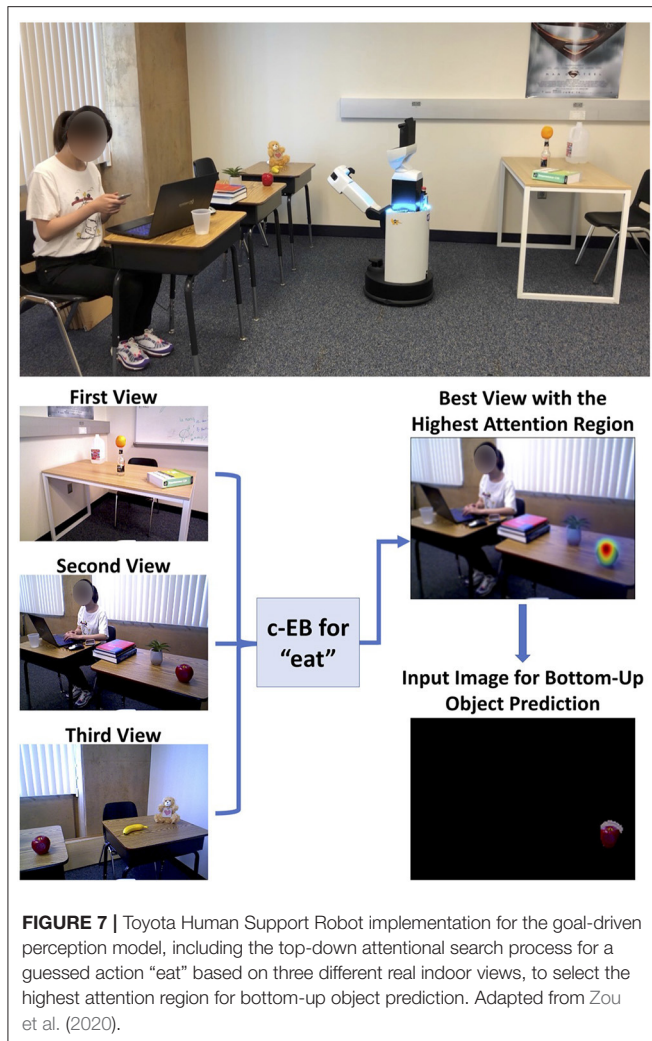 First View
Best View with the
Highest Attention Region
Second View
c-EB for
“eat”
Input Image for Bottom-Up
Object Prediction
Third View
FIGURE 7 | Toyota Human Support Robot implementation for the goal-driven
perception model, including the top-down attentional search process for a
guessed action “eat” based on three different real indoor views, to select the
highest attention region for bottom-up object prediction. Adapted from Zou
et al. (2020).